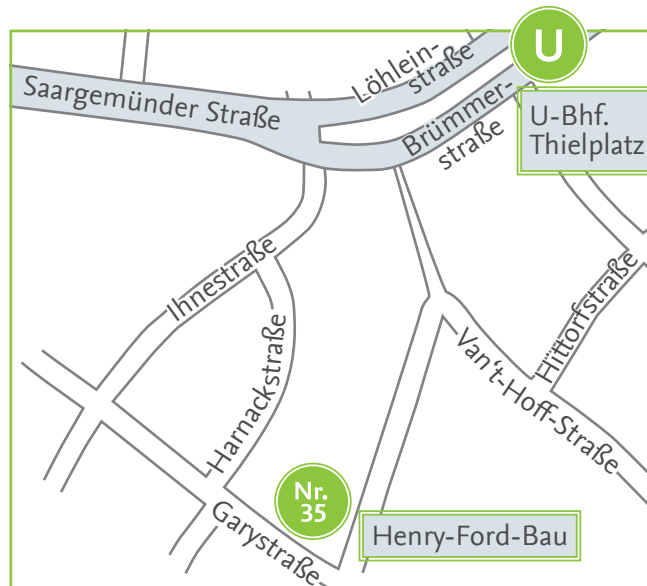 U
Löhlein-
straße
Saargemünder Straße
Brümmer-
straße
U-Bhf.
Thielplatz
Ihnestraße
Hittorfstraße
Harnackstraße
Van't-Hoff-Straße
Nr.
35
Garystraße
Henry-Ford-Bau